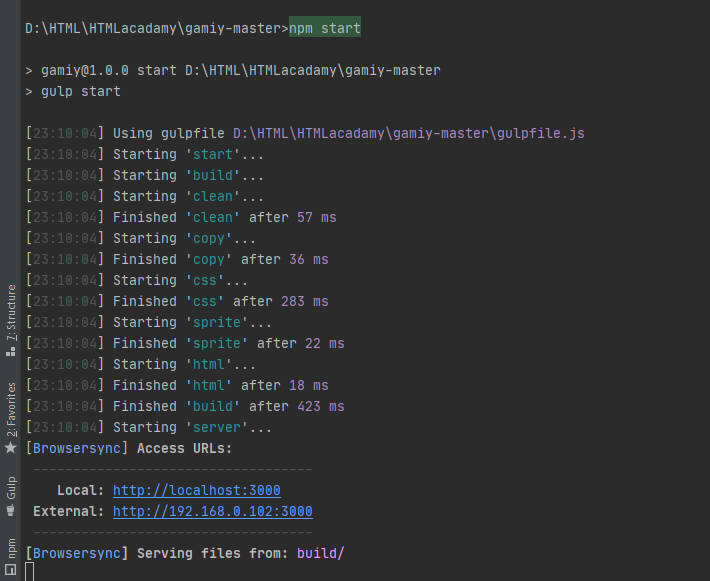 D:\HTML\HTMLacadamy\gamiy-master>npm start
> gamiy@1.0.0 start D:\HTML\HTMLacadamy\gamiy-master
> gulp start
[23:10:04] Using gulpfile D:\HTML\HTMLacadamy\gamiy-master\gulpfile.js
[23:10:04] Starting 'start'...
[23:10:04] Starting 'build'...
[23:10:04] Starting 'clean'...
[23:10:04] Finished 'clean' after 57 ms
[23:10:04] Starting 'copy'...
[23:10:04] Finished 'copy' after 36 ms
[23:10:04] Starting 'css'...
[23:10:04] Finished 'css' after 283 ms
[23:10:04] Starting 'sprite'...
[23:10:04] Finished 'sprite' after 22 ms
[23:10:04] Starting 'html'...
[23:10:04] Finished 'html' after 18 ms
[23:10:04] Finished 'build' after 423 ms
[23:10:04] Starting 'server'...
[Browsersync] Access URLs:
-----------------------------------
Local: http://localhost:3000
External: http://192.168.0.102:3000
-----------------------------------
[Browsersync] Serving files from: build/
7: Structure
2: Favorites
Gulp
npm